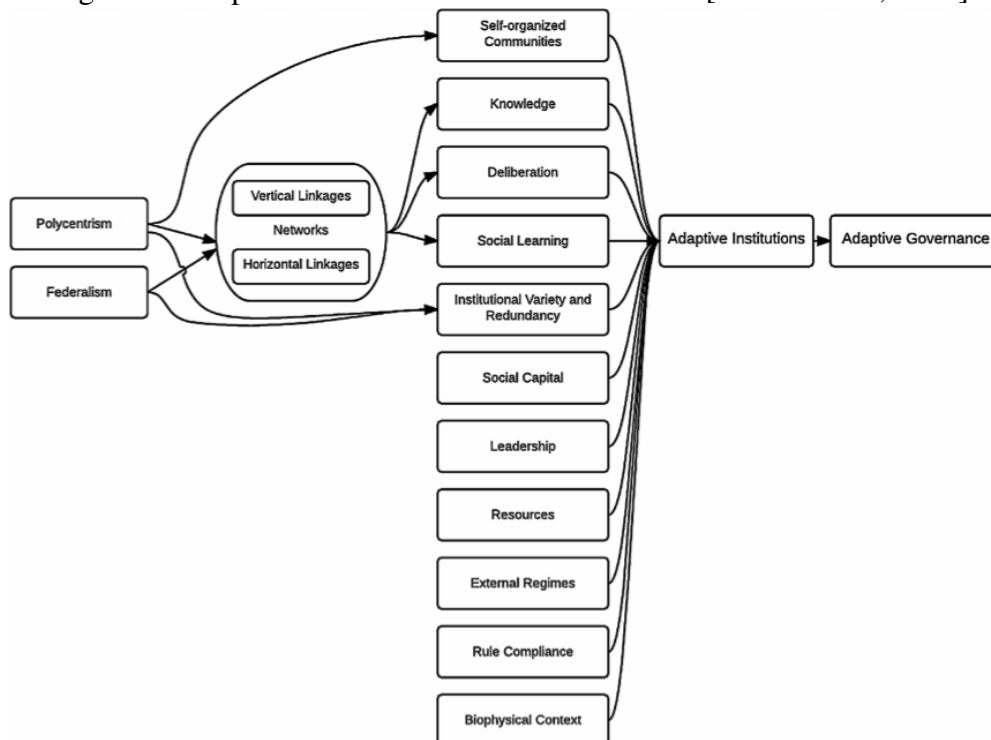 Self-organized
Communities
Knowledge
Deliberation
Social Learning
Institutional Variety and
Redundancy
Social Capital
Leadership
Resources
External Regimes
Rule Compliance
Biophysical Context
Polycentrism
Federalism
Vertical Linkages
Networks
Horizontal Linkages
Adaptive Institutions
Adaptive Governance